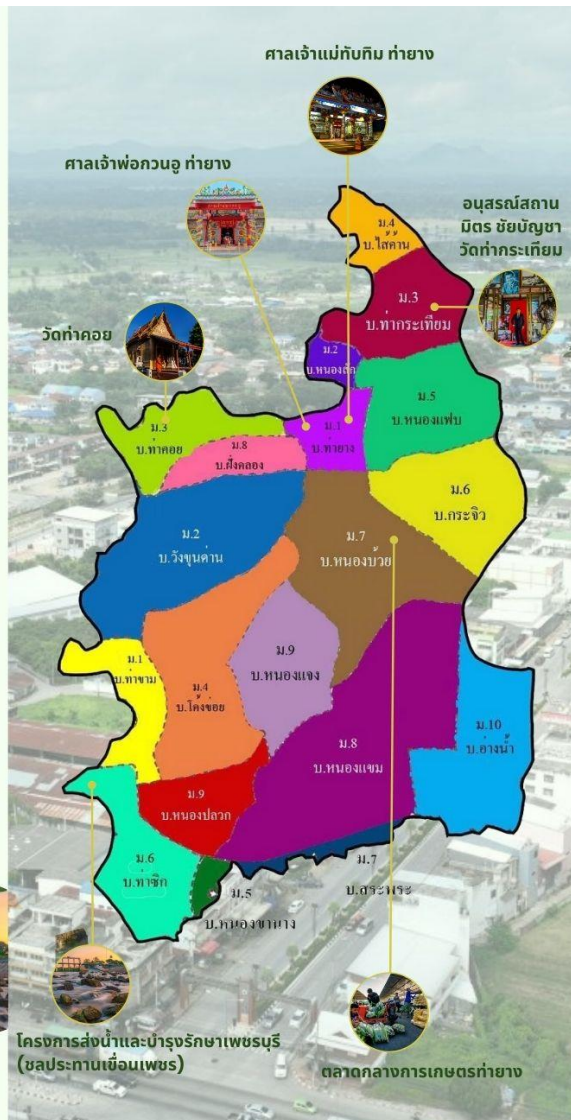 ศาลเจ้าแม่ทับทิม ท่ายาง
ศาลเจ้าพ่อกวนอู ท่ายาง
อนุสรณ์สถาน
มิตร ชัยบัญชา
วัดท่ากระเทียม
วัดท่าคอย
ม.4
บ.ไส้ค้าน
ม.3
บ.ท่ากระเทียม
ม.2
ม.5
บ.หนองแฟบ
ม.1
บ.ท่ายาง
ม.3
บ.ท่าคอย
ม.8
บ.ฝั่งคลอง
ม.6
บ.กระจิว
ม.2
บ.วังขุนด่าน
ม.7
บ.หนองบ้วย
ม.9
บ.หนองแจง
ม.1
บ.ท่าขาม
ม.4
บ.โค้งข่อย
ม.10
บ.อ่างน้ำ
ม.8
บ.หนองแขม
ม.9
บ.หนองปลวก
ม.6
บ.ท่าซิก
ม.7
บ.สระพระ
ม.5
บ.หนองขานาง
โครงการส่งน้ำและบำรุงรักษาเพชรบุรี
(ชลประทานเขื่อนเพชร)
ตลาดกลางการเกษตรท่ายาง